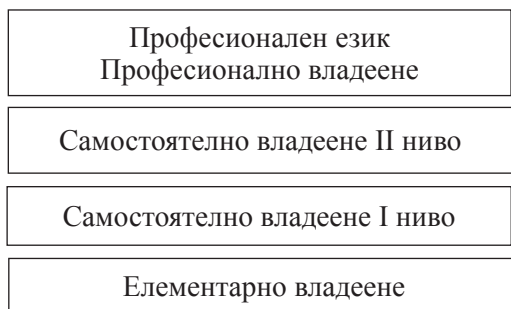 Професионален език
Професионално владеене
Самостоятелно владеене II ниво
Самостоятелно владеене I ниво
Елементарно владеене